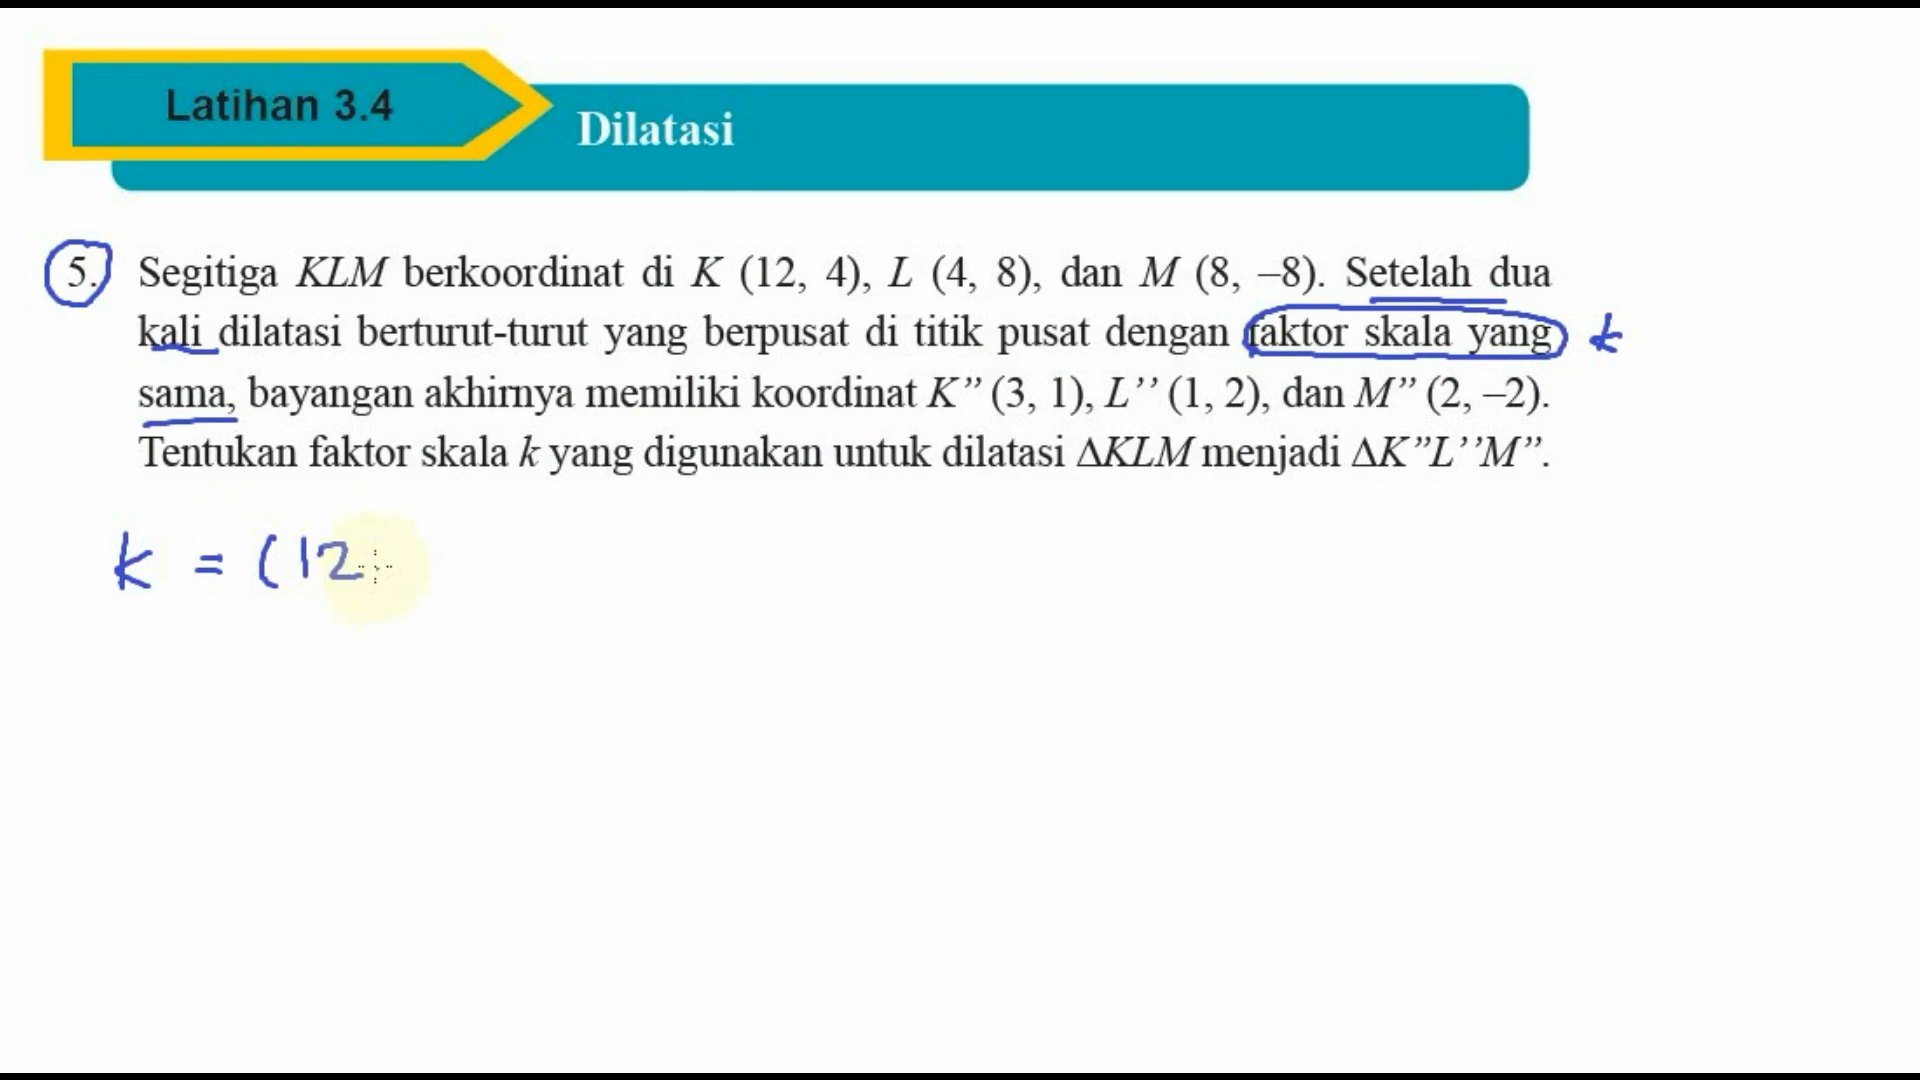 Latihan 3.4
Dilatasi
5. Segitiga KLM berkoordinat di K (12, 4), L (4, 8), dan M (8, –8). Setelah dua
kali dilatasi berturut-turut yang berpusat di titik pusat dengan faktor skala yang k
sama, bayangan akhirnya memiliki koordinat K” (3, 1), L’’ (1, 2), dan M” (2, –2).
Tentukan faktor skala k yang digunakan untuk dilatasi ΔKLM menjadi ΔK”L’’M”.
k = (12